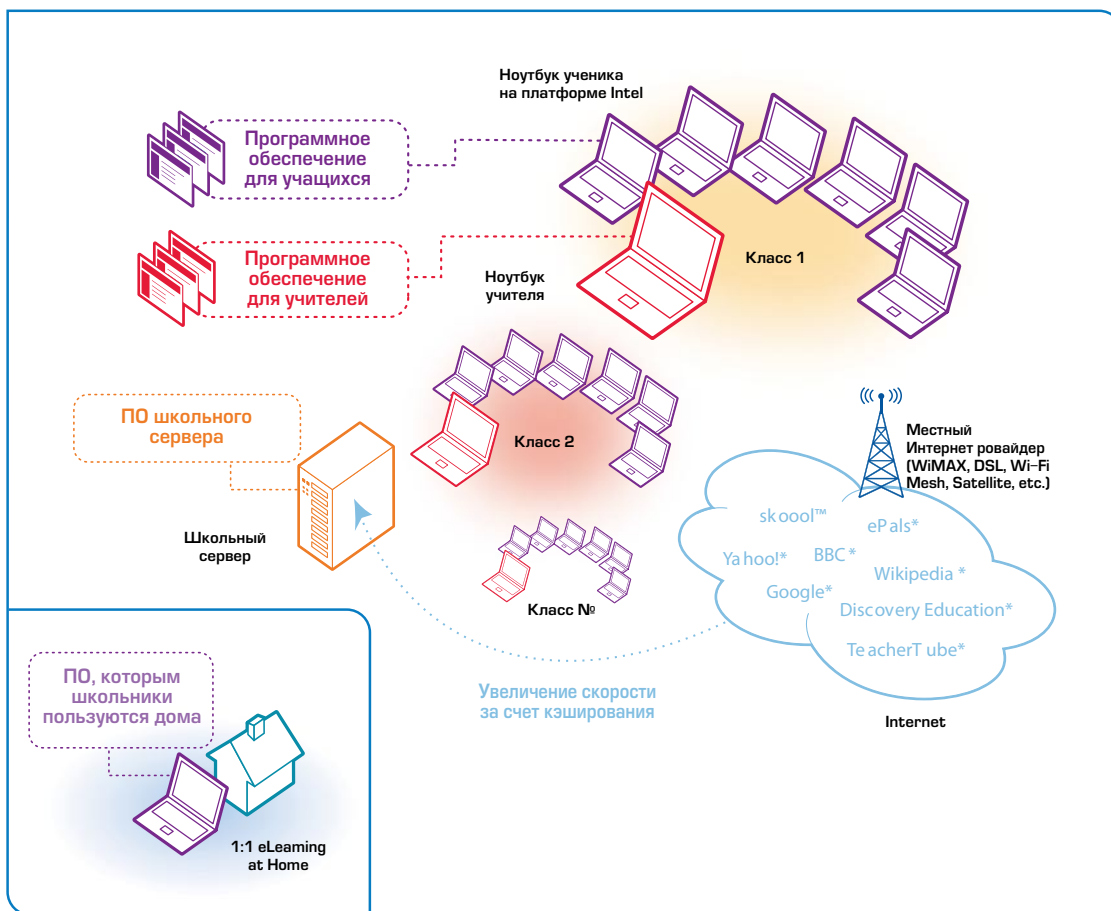 Ноутбук ученика
на платформе Intel
Программное
обеспечение
для учащихся
Программное
обеспечение
для учителей
Класс 1
Ноутбук
учителя
ПО школьного
сервера
Класс 2
Местный
Интернет ровайдер
(WiMAX, DSL, Wi-Fi
Mesh, Satellite, etc.)
Школьный
сервер
skoool™
ePals*
Yahoo!*
BBC*
Wikipedia*
Google*
Discovery Education*
TeacherTube*
Класс №
Увеличение скорости
за счет кэширования
Internet
ПО, которым
школьники
пользуются дома
1:1 eLearning
at Home